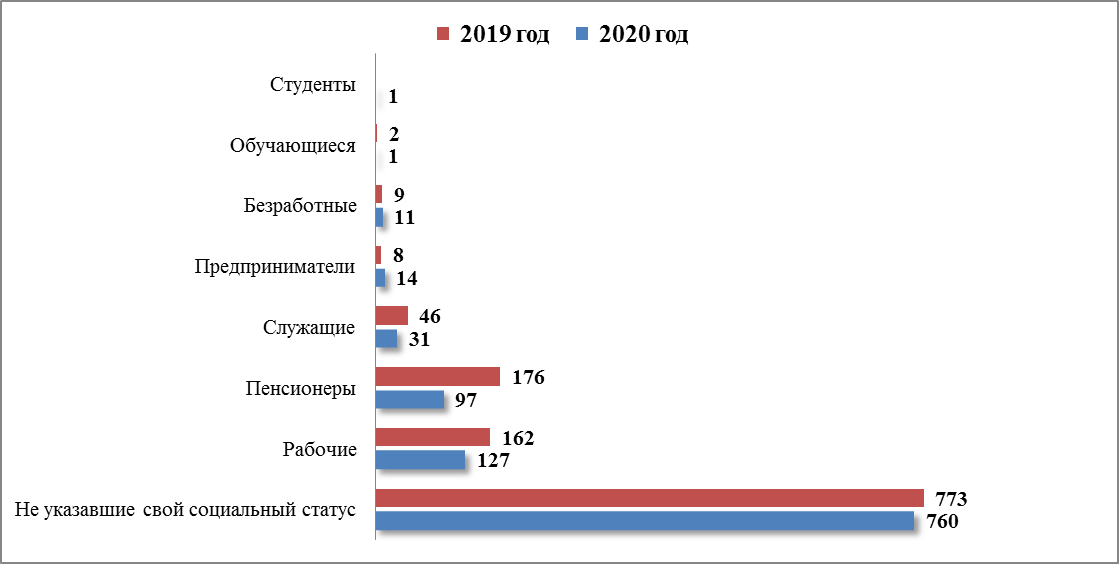 2019 год 2020 год
Студенты
1
Обучающиеся
2
1
Безработные
9
11
Предприниматели
8
14
Служащие
46
31
Пенсионеры
176
97
Рабочие
162
127
Не указавшие свой социальный статус
773
760